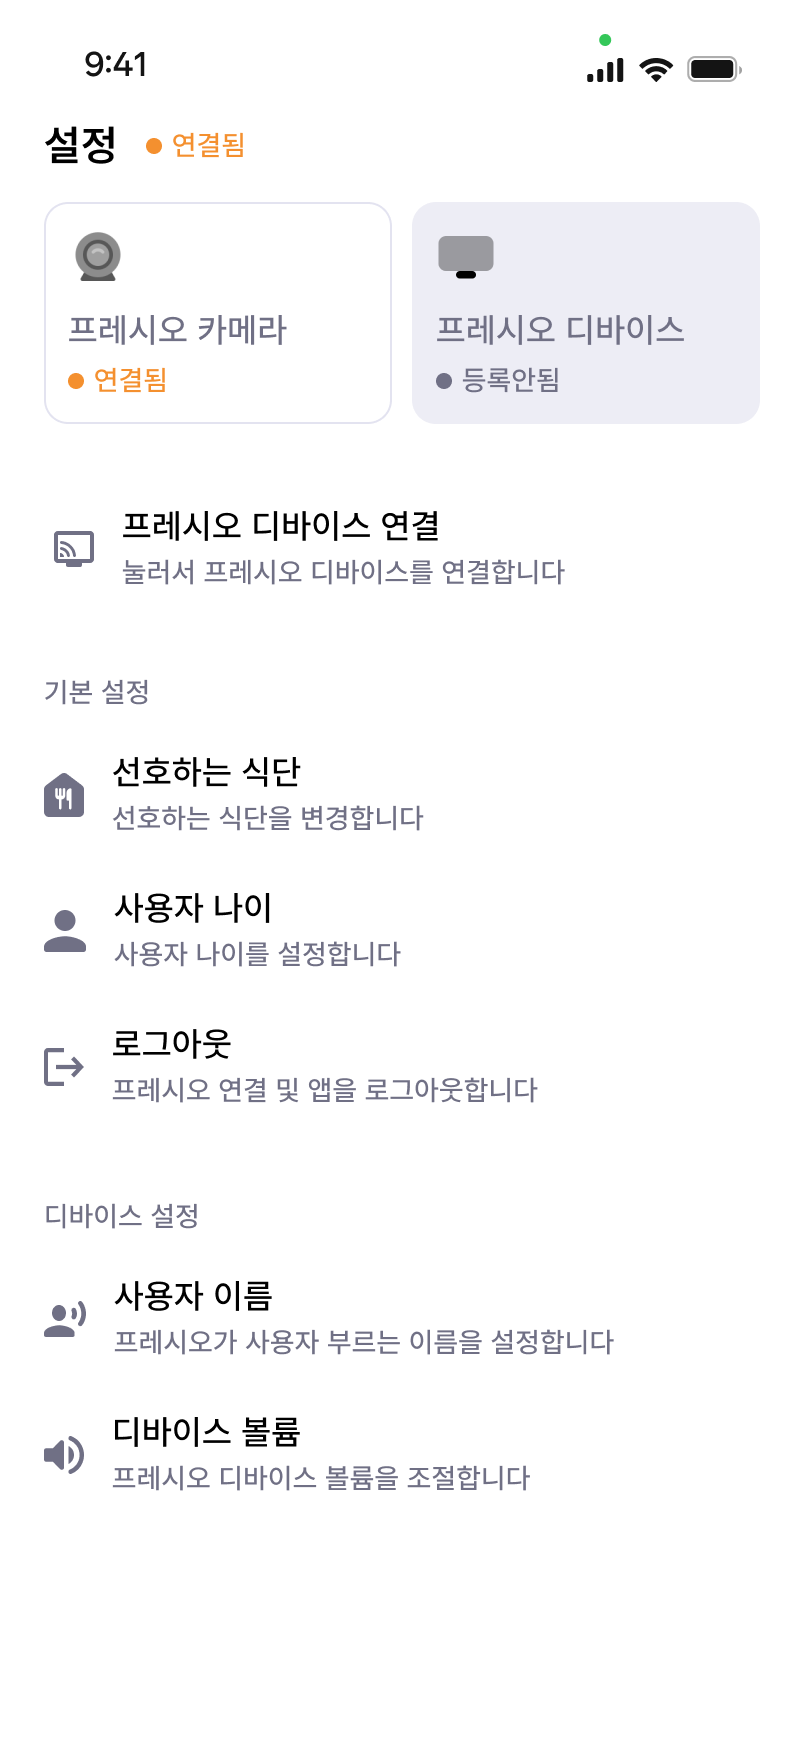 9:41
설정
연결됨
프레시오 카메라
연결됨
프레시오 디바이스
등록안됨
프레시오 디바이스 연결
눌러서 프레시오 디바이스를 연결합니다
기본 설정
선호하는 식단
선호하는 식단을 변경합니다
사용자 나이
사용자 나이를 설정합니다
로그아웃
프레시오 연결 및 앱을 로그아웃합니다
디바이스 설정
사용자 이름
프레시오가 사용자 부르는 이름을 설정합니다
디바이스 볼륨
프레시오 디바이스 볼륨을 조절합니다